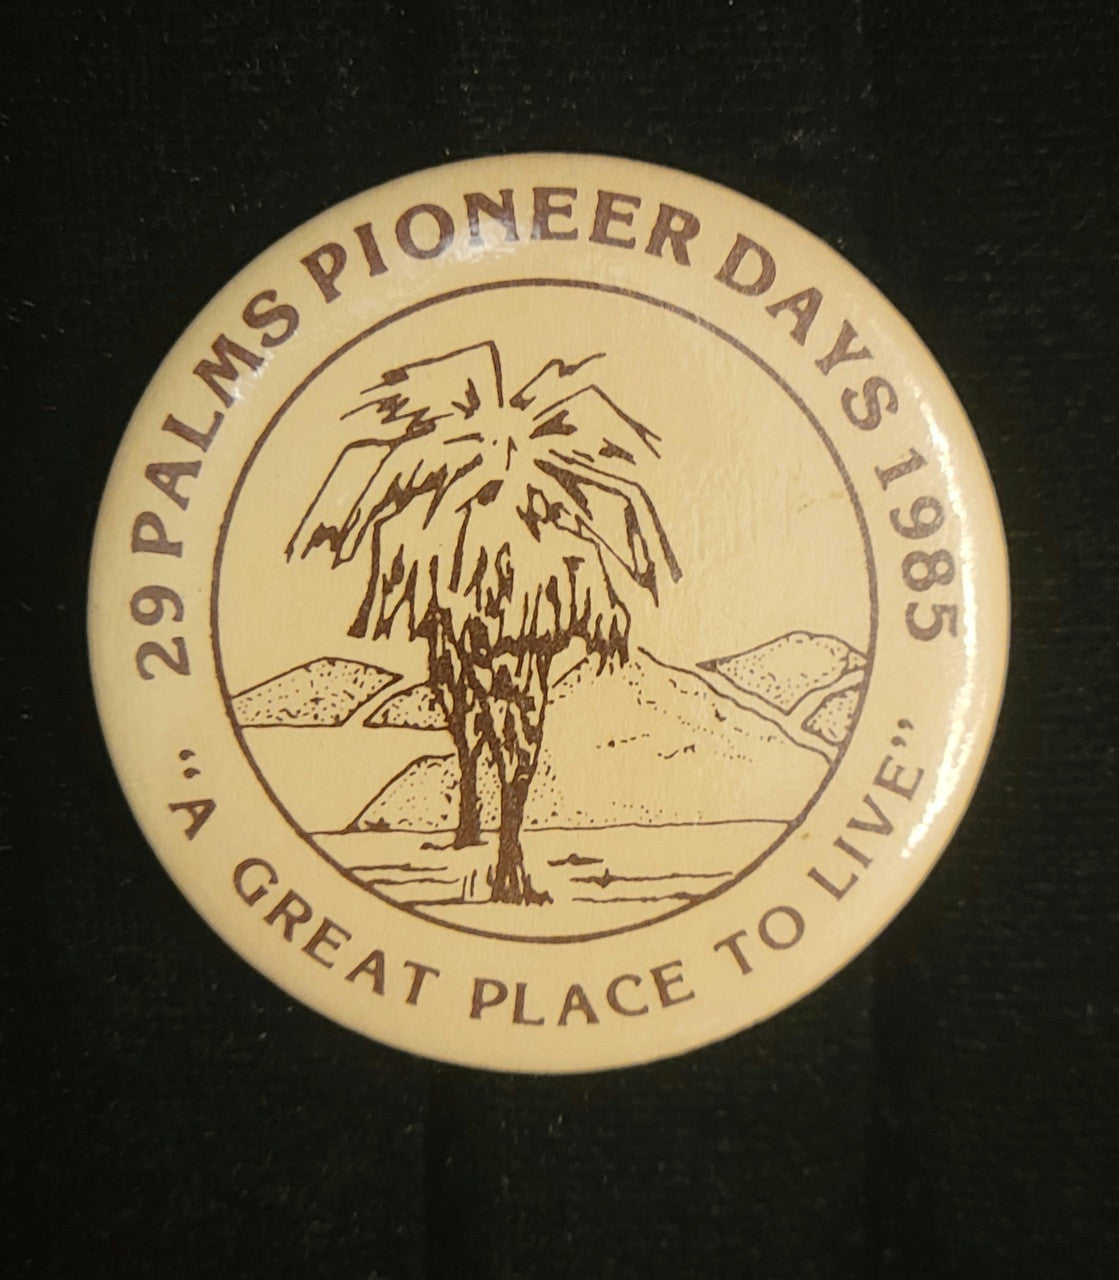 29 PALMS PIONEER DAYS 1985
"A GREAT PLACE TO LIVE"